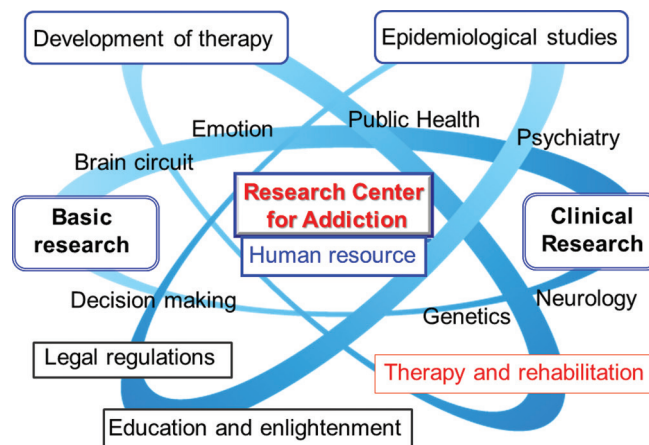 Development of therapy
Epidemiological studies
Emotion
Public Health
Psychiatry
Brain circuit
Research Center
for Addiction
Human resource
Basic
research
Clinical
Research
Decision making
Genetics
Neurology
Legal regulations
Therapy and rehabilitation
Education and enlightenment